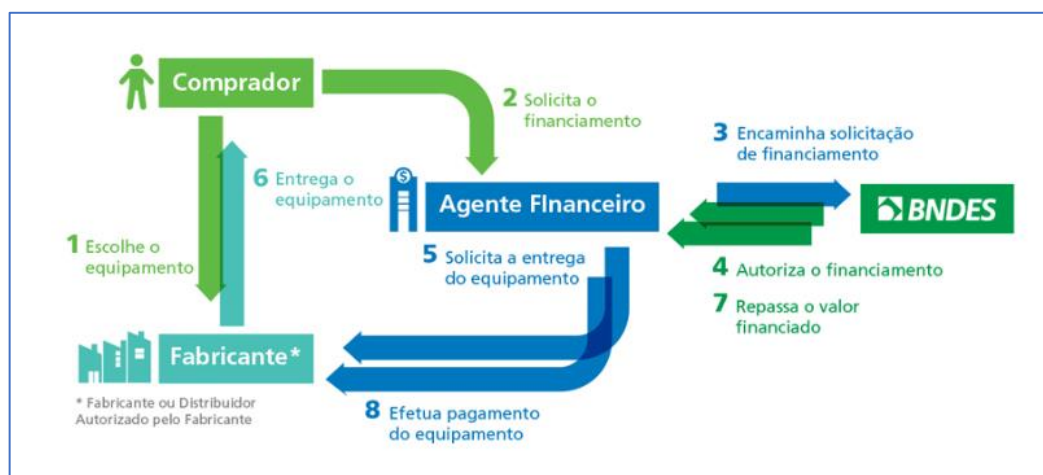 Comprador
2 Solicita o
financiamento
3 Encaminha solicitação
de financiamento
6 Entrega o
equipamento
$
Agente FInanceiro
BNDES
1 Escolhe o
equipamento
5 Solicita a entrega
do equipamento
4 Autoriza o financiamento
7 Repassa o valor
financiado
Fabricante*
* Fabricante ou Distribuidor
Autorizado pelo Fabricante
8 Efetua pagamento
do equipamento